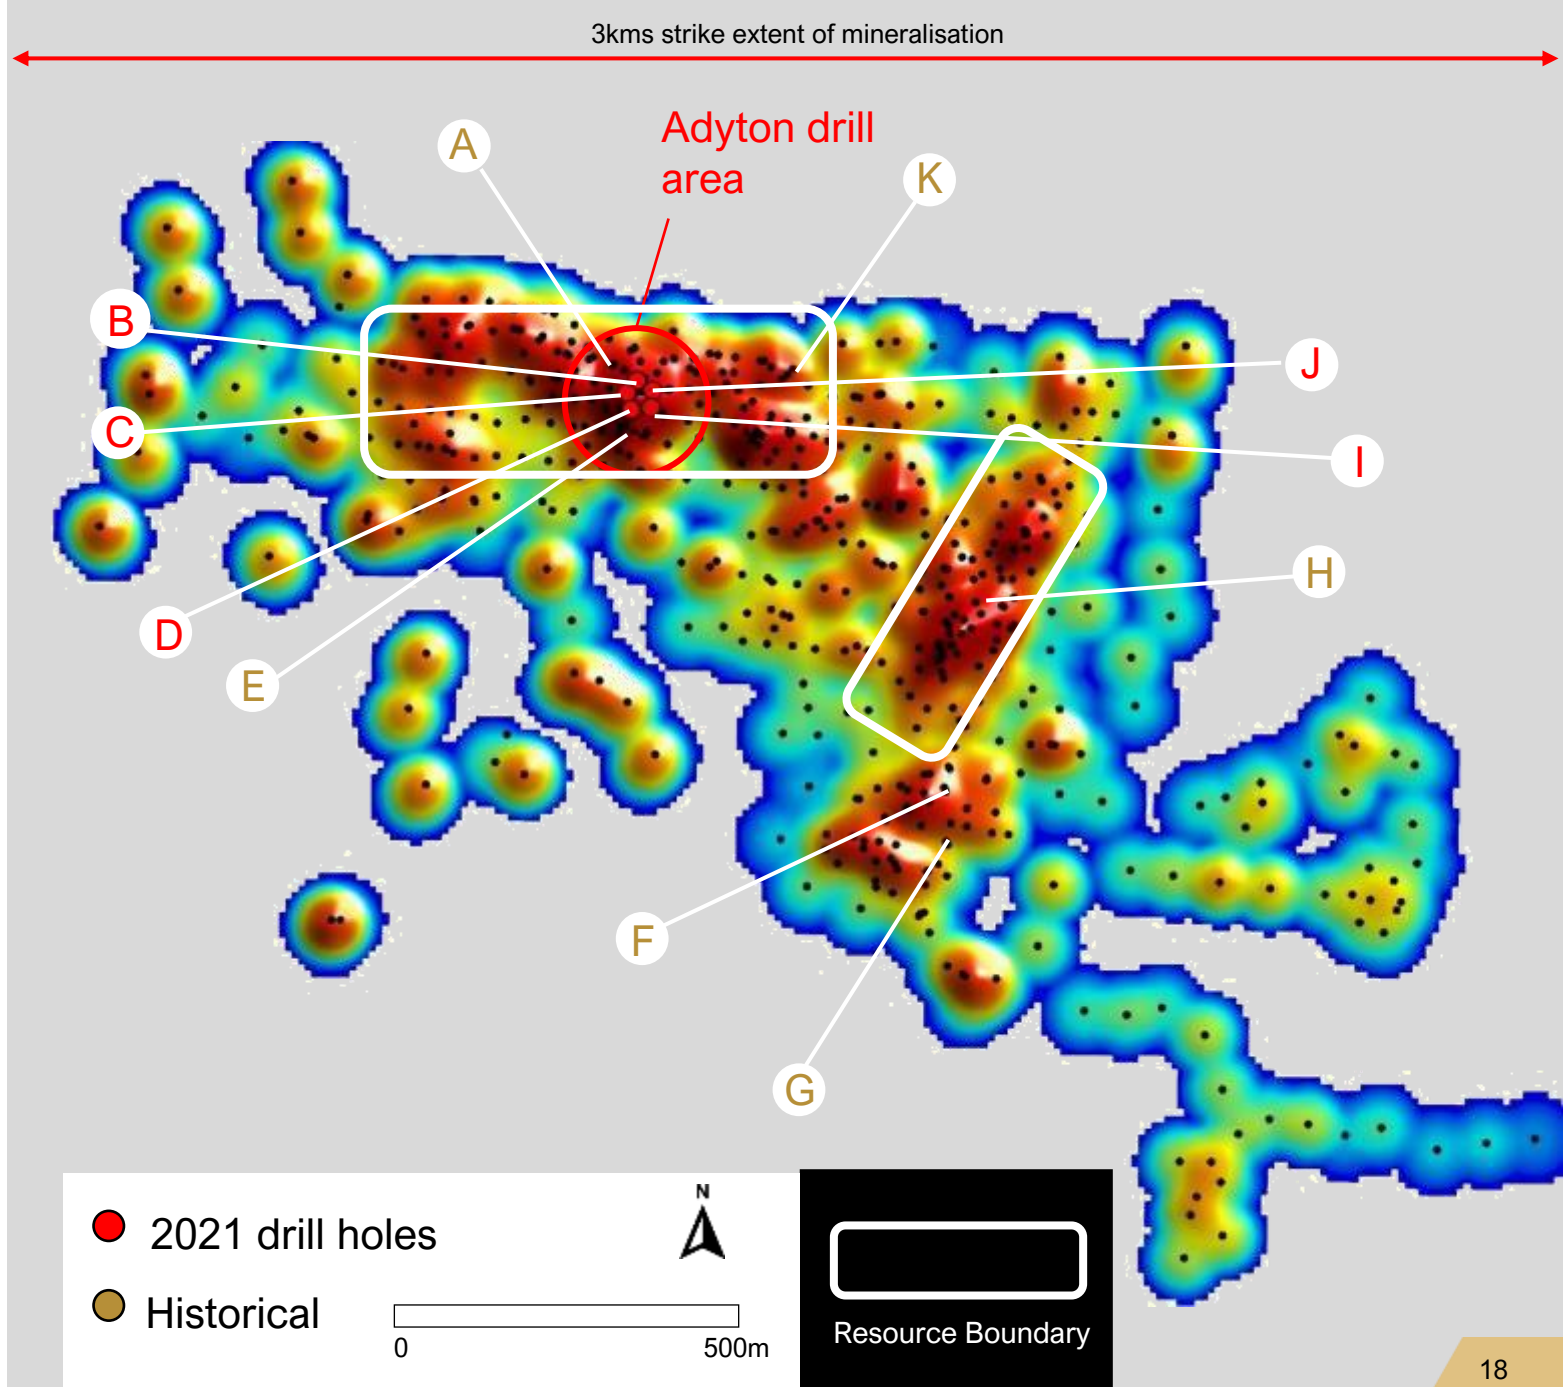 3kms strike extent of mineralisation
Adyton drill
area
A
K
B
J
C
I
H
D
E
F
G
2021 drill holes
N
Historical
0
500m
Resource Boundary
18